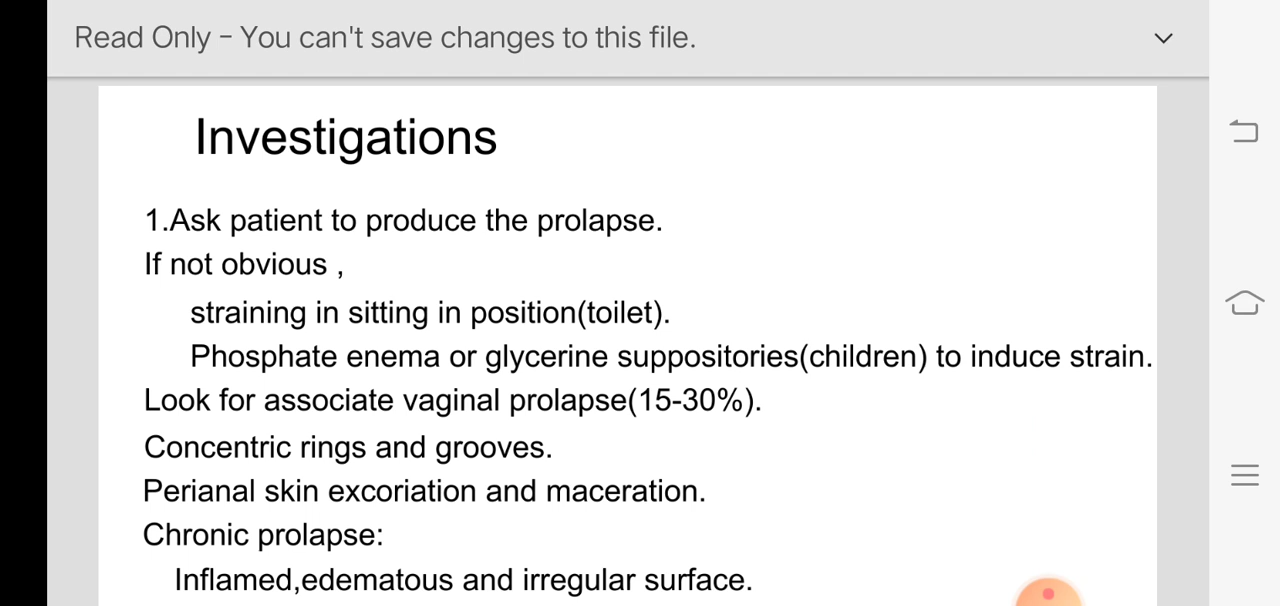 Read Only - You can't save changes to this file.
Investigations
1.Ask patient to produce the prolapse.
If not obvious ,
straining in sitting in position(toilet).
Phosphate enema or glycerine suppositories(children) to induce strain.
Look for associate vaginal prolapse(15-30%).
Concentric rings and grooves.
Perianal skin excoriation and maceration.
Chronic prolapse:
Inflamed,edematous and irregular surface.